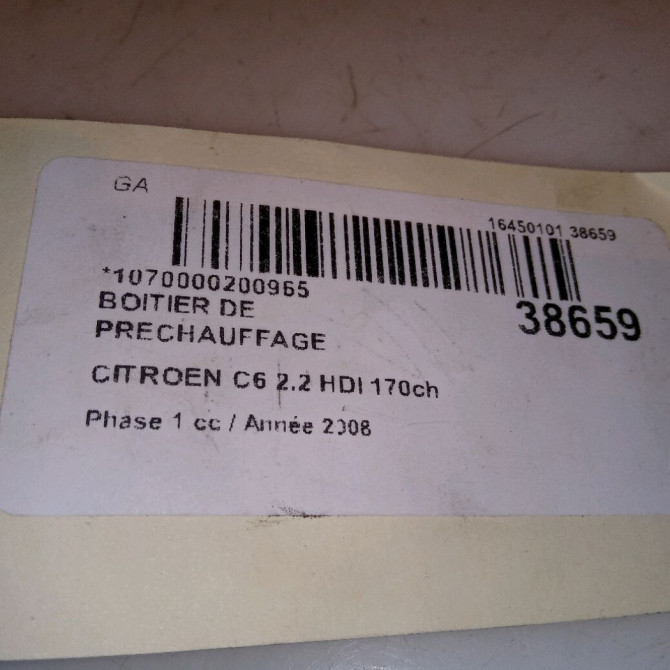 GA
16450101 38659
*1070000200965
38659
BOITIER DE
PRECHAUFFAGE
CITROEN C6 2.2 HDI 170ch
Phase 1 cc / Année 2008